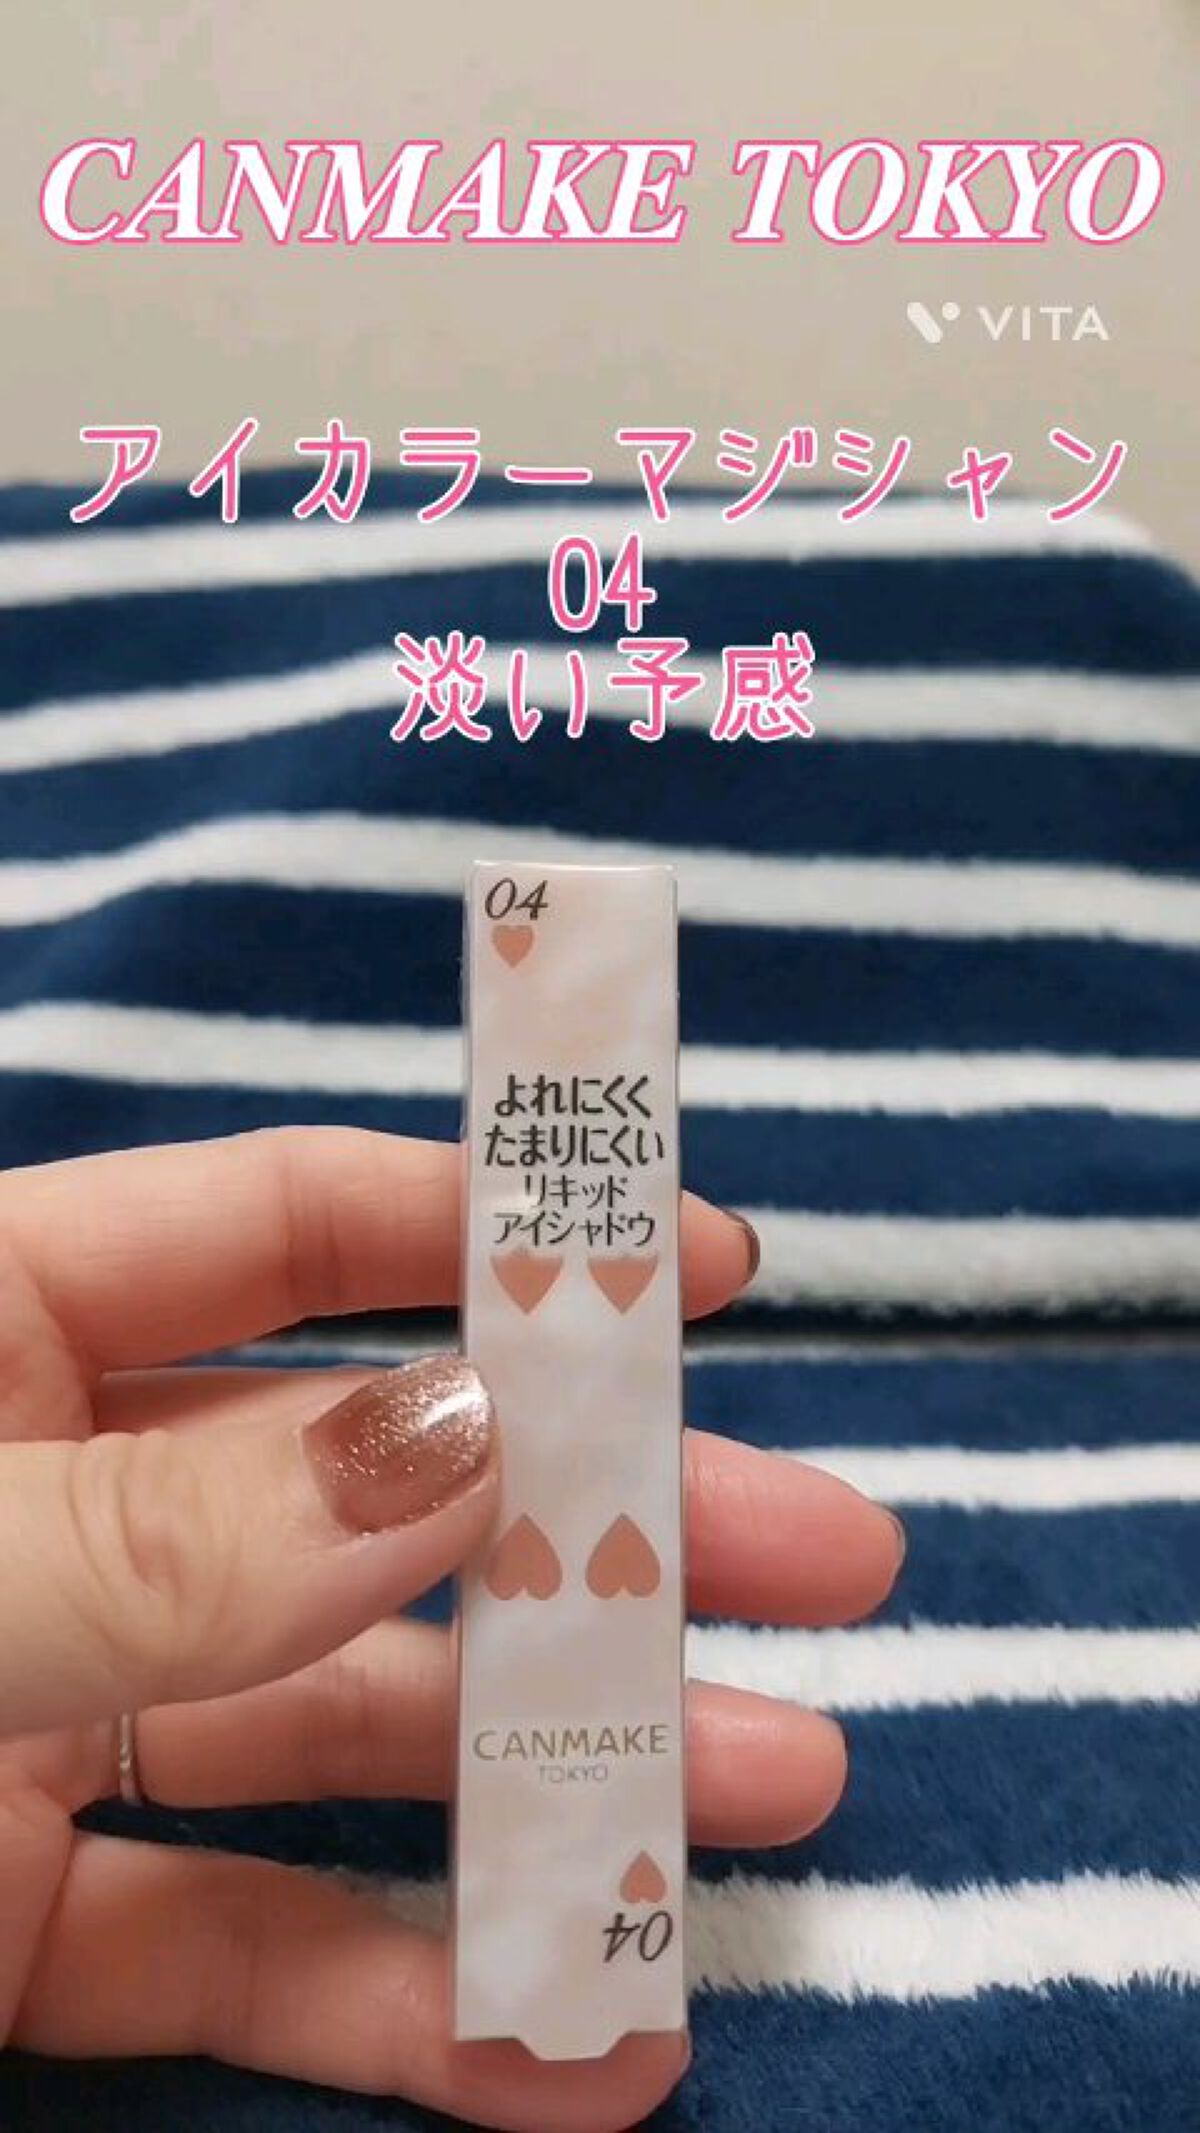 CANMAKE TOKYO
VITA
アイカラーマジシャン
04
淡い予感
04
よれにくく
たまりにくい
リキッド
アイシャドウ
CANMAKE
TOKYO
04